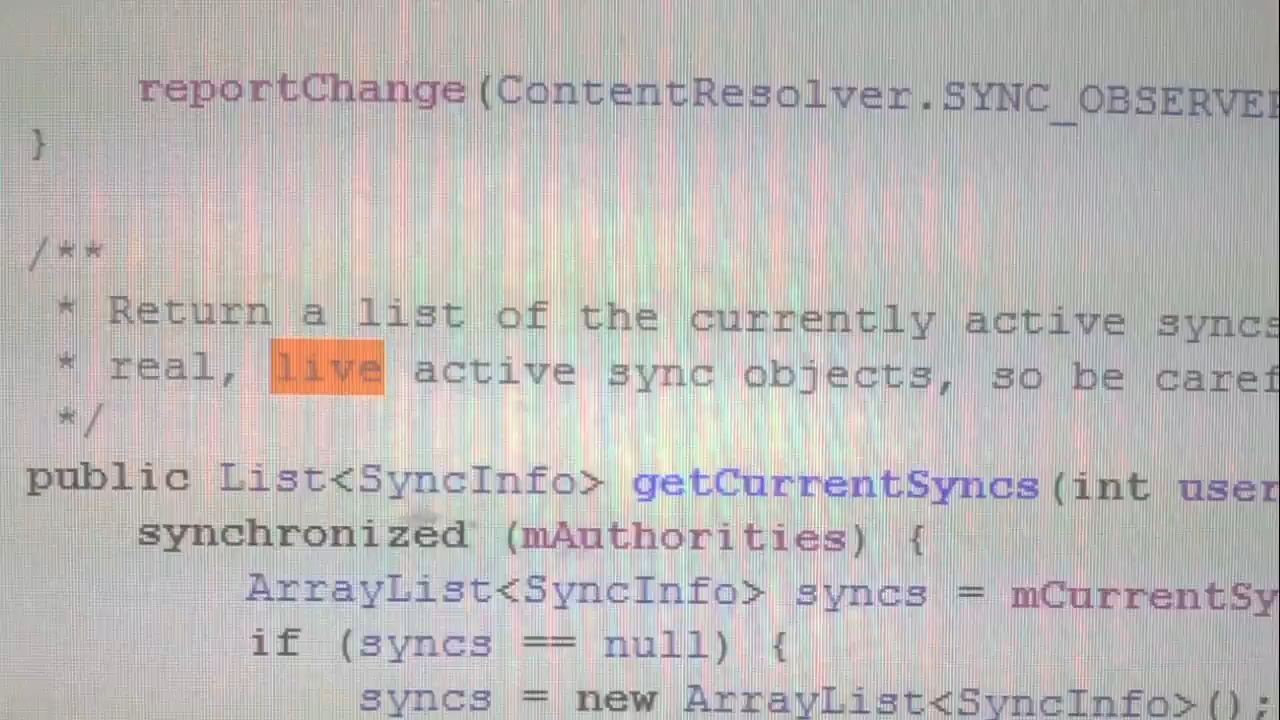 reportChange(ContentResolver.SYNC_OBSERVE
}
/**
* Return a list of the currently active syncs
* real, live active sync objects, so be caref
*/
public List<SyncInfo> getCurrentSyncs(int user
synchronized (mAuthorities) {
ArrayList<SyncInfo> syncs = mCurrentSy
if (syncs == null) {
syncs = new ArrayList<SyncInfo>();